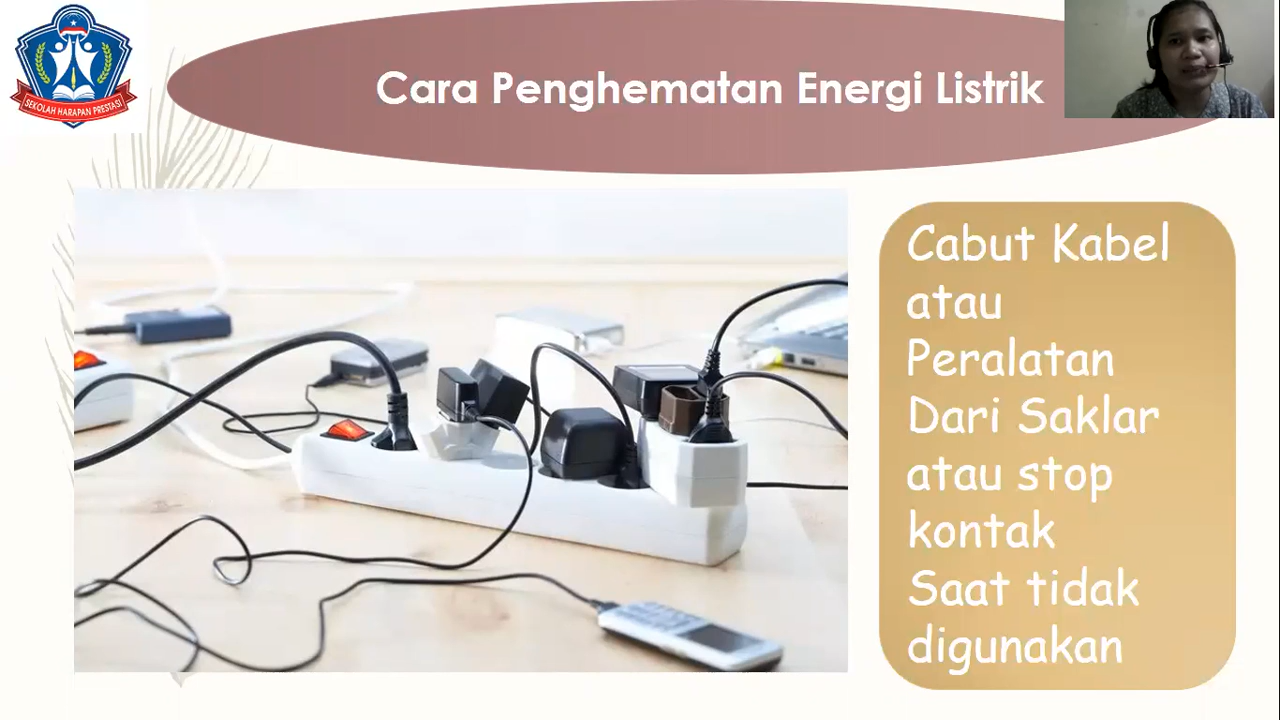 SEKOLAH HARAPAN PRESTASI
Cara Penghematan Energi Listrik
Cabut Kabel
atau
Peralatan
Dari Saklar
atau stop
kontak
Saat tidak
digunakan